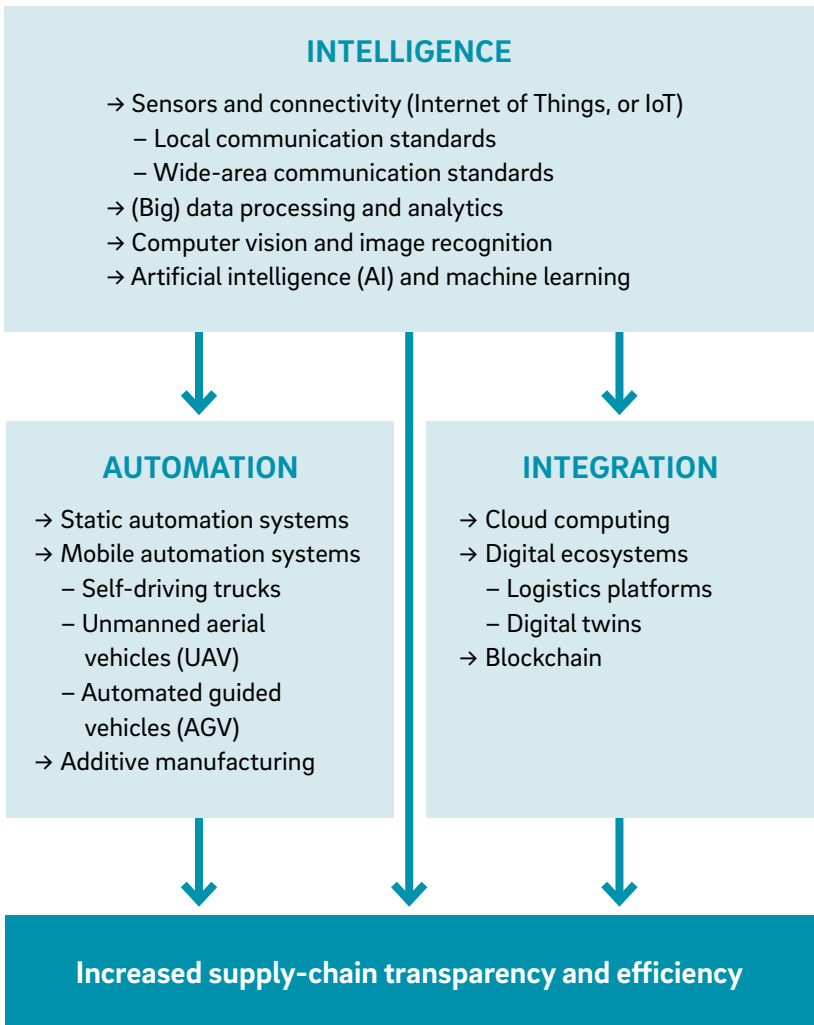 INTELLIGENCE
→ Sensors and connectivity (Internet of Things, or IoT)
– Local communication standards
– Wide-area communication standards
→ (Big) data processing and analytics
→ Computer vision and image recognition
→ Artificial intelligence (AI) and machine learning
AUTOMATION
→ Static automation systems
→ Mobile automation systems
– Self-driving trucks
– Unmanned aerial
vehicles (UAV)
– Automated guided
vehicles (AGV)
→ Additive manufacturing
INTEGRATION
→ Cloud computing
→ Digital ecosystems
– Logistics platforms
– Digital twins
→ Blockchain
Increased supply-chain transparency and efficiency